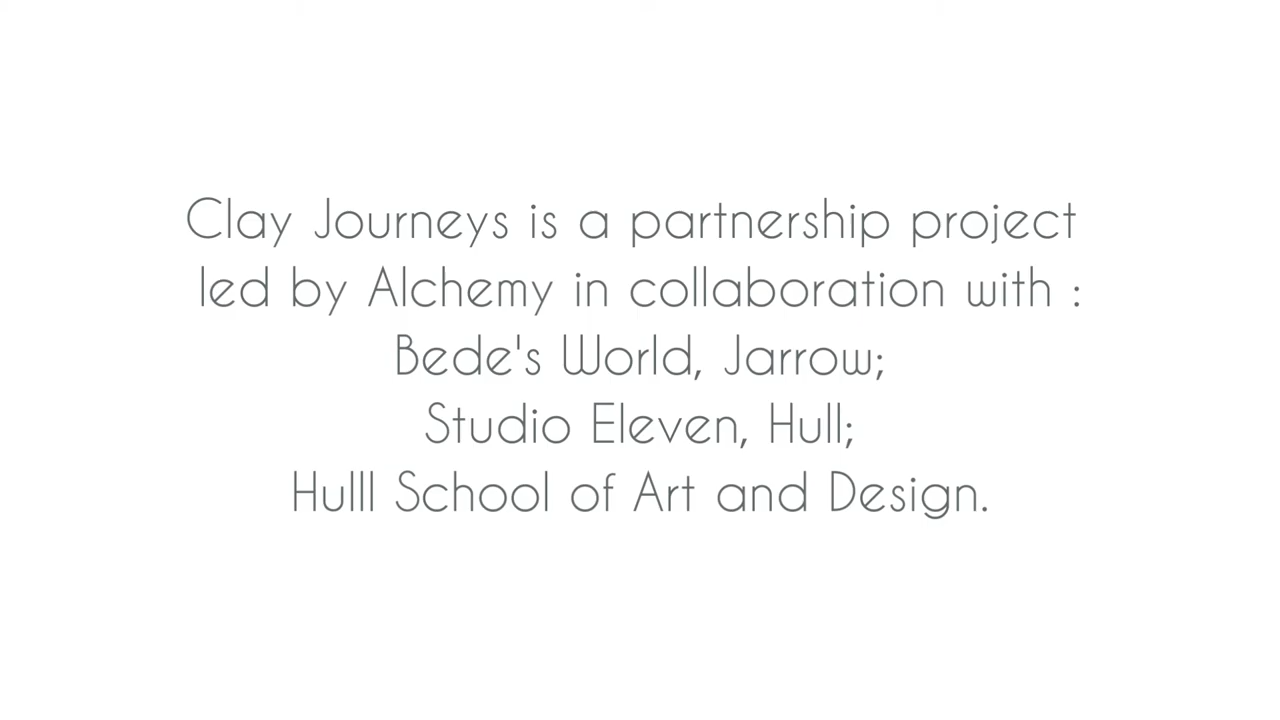 Clay Journeys is a partnership project
led by Alchemy in collaboration with :
Bede's World, Jarrow;
Studio Eleven, Hull;
Hulll School of Art and Design.